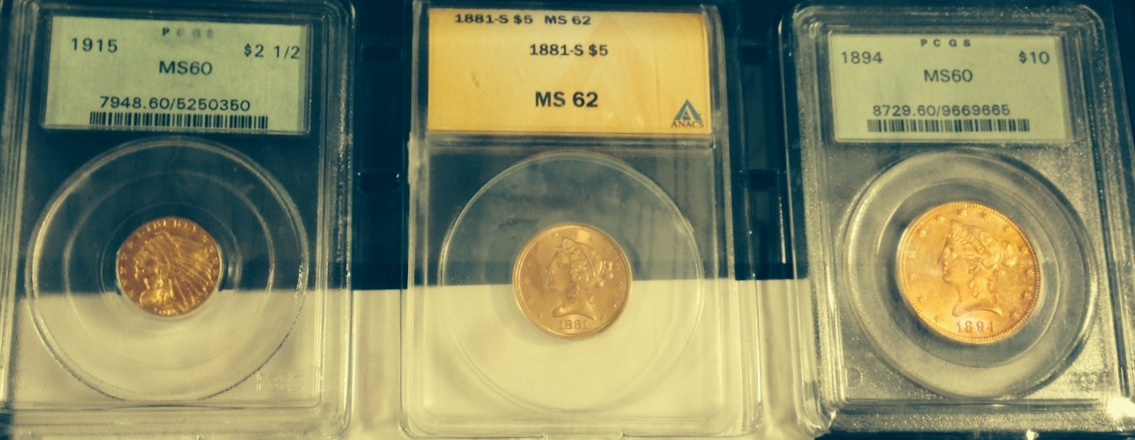 PCGS
1915 $2 1/2
MS60
7948.60/5250350
LIBERTY
1881-S $5 MS 62
1881-S $5
MS 62
ANACS
1881
PCGS
1894 $10
MS60
8729.60/9669665
1894